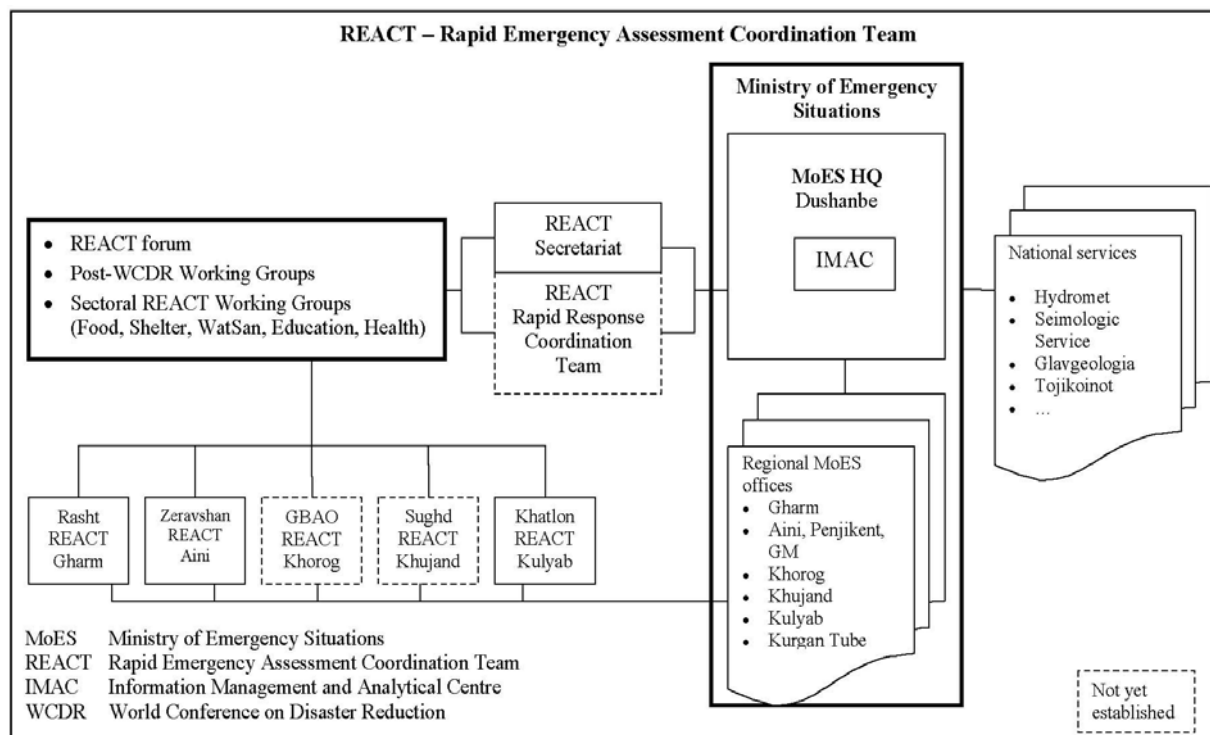 REACT – Rapid Emergency Assessment Coordination Team
Ministry of Emergency
Situations
MoES HQ
Dushanbe
IMAC
• REACT forum
• Post-WCDR Working Groups
• Sectoral REACT Working Groups
(Food, Shelter, WatSan, Education, Health)
REACT
Secretariat
REACT
Rapid Response
Coordination
Team
National services
• Hydromet
• Seimologic
Service
• Glavgeologia
• Tojikoinot
• ...
Rasht
REACT
Gharm
Zeravshan
REACT
Aini
GBAO
REACT
Khorog
Sughd
REACT
Khujand
Khatlon
REACT
Kulyab
Regional MoES
offices
• Gharm
• Aini, Penjikent,
GM
• Khorog
• Khujand
• Kulyab
• Kurgan Tube
MoES Ministry of Emergency Situations
REACT Rapid Emergency Assessment Coordination Team
IMAC Information Management and Analytical Centre
WCDR World Conference on Disaster Reduction
Not yet
established